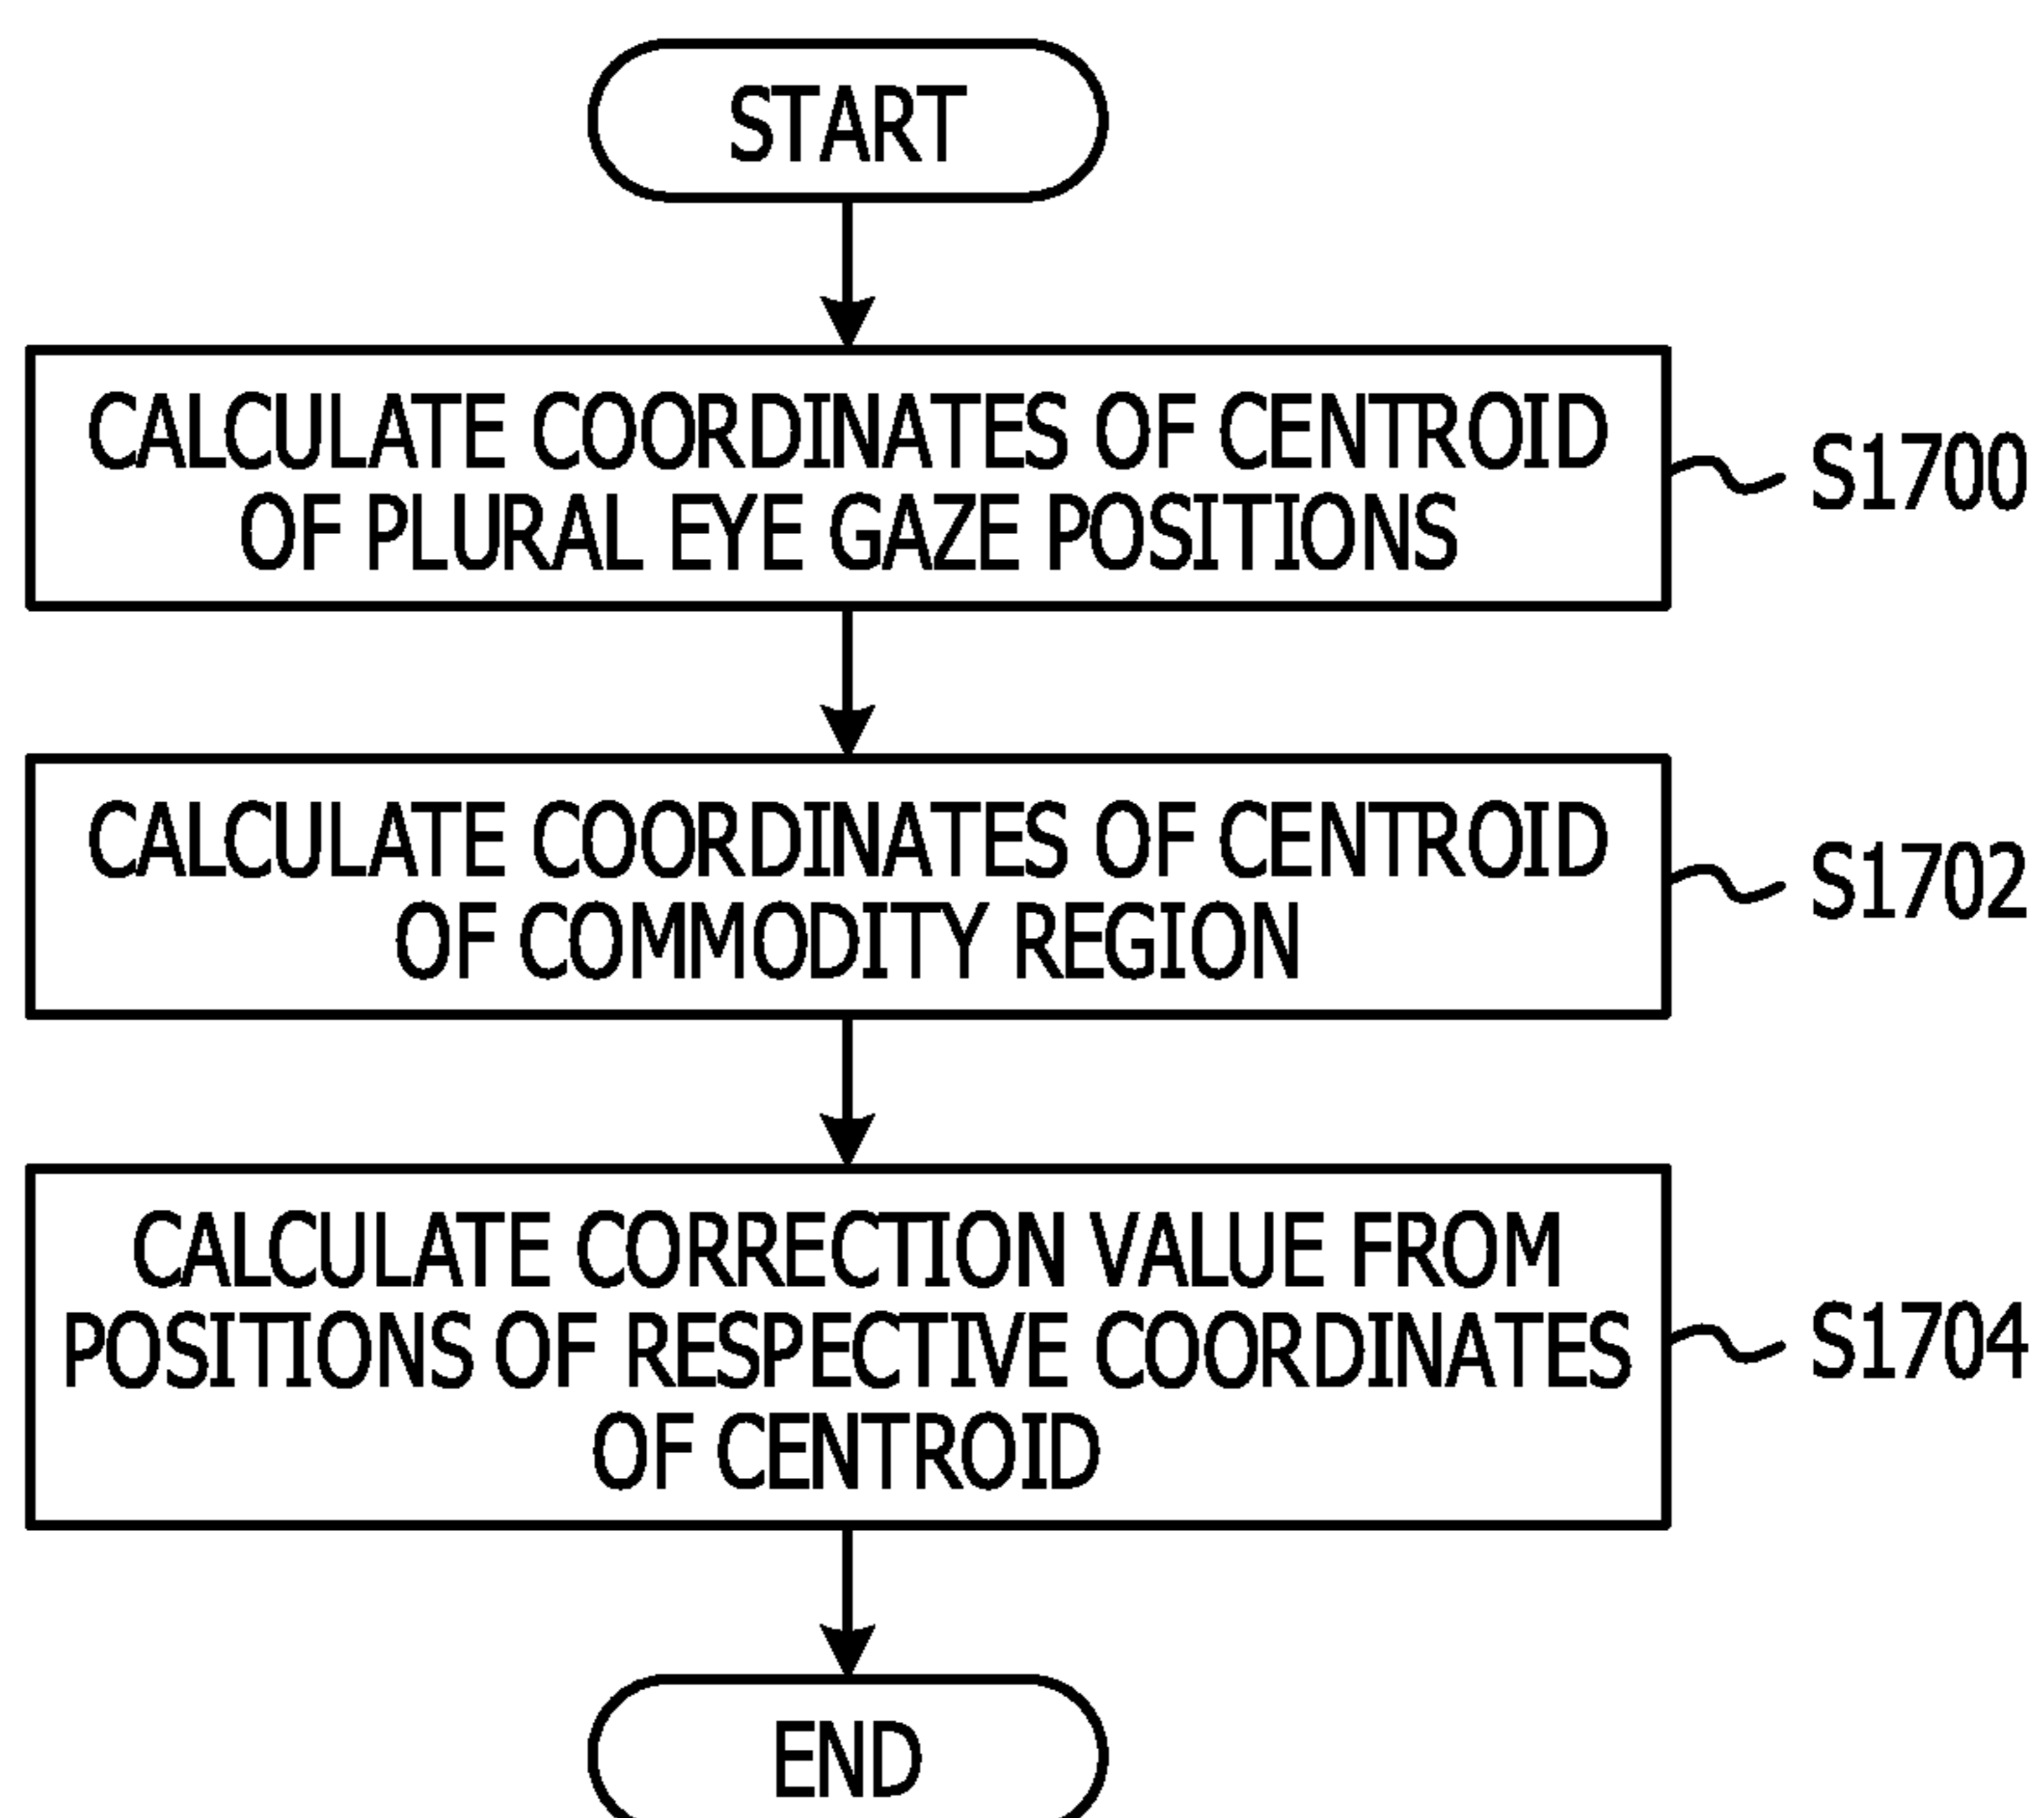 START
CALCULATE COORDINATES OF CENTROID
OF PLURAL EYE GAZE POSITIONS
S1700
CALCULATE COORDINATES OF CENTROID
OF COMMODITY REGION
S1702
CALCULATE CORRECTION VALUE FROM
POSITIONS OF RESPECTIVE COORDINATES
OF CENTROID
S1704
END